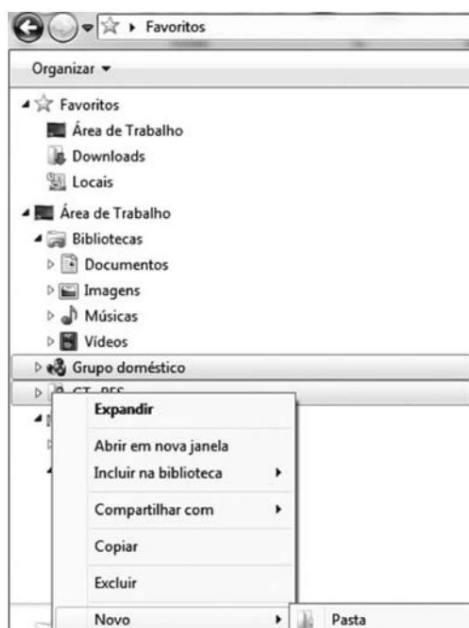 Favoritos
Organizar
Favoritos
Área de Trabalho
Downloads
Locais
Área de Trabalho
Bibliotecas
Documentos
Imagens
Músicas
Vídeos
Grupo doméstico
Expandir
Abrir em nova janela
Incluir na biblioteca
Compartilhar com
Copiar
Excluir
Novo Pasta